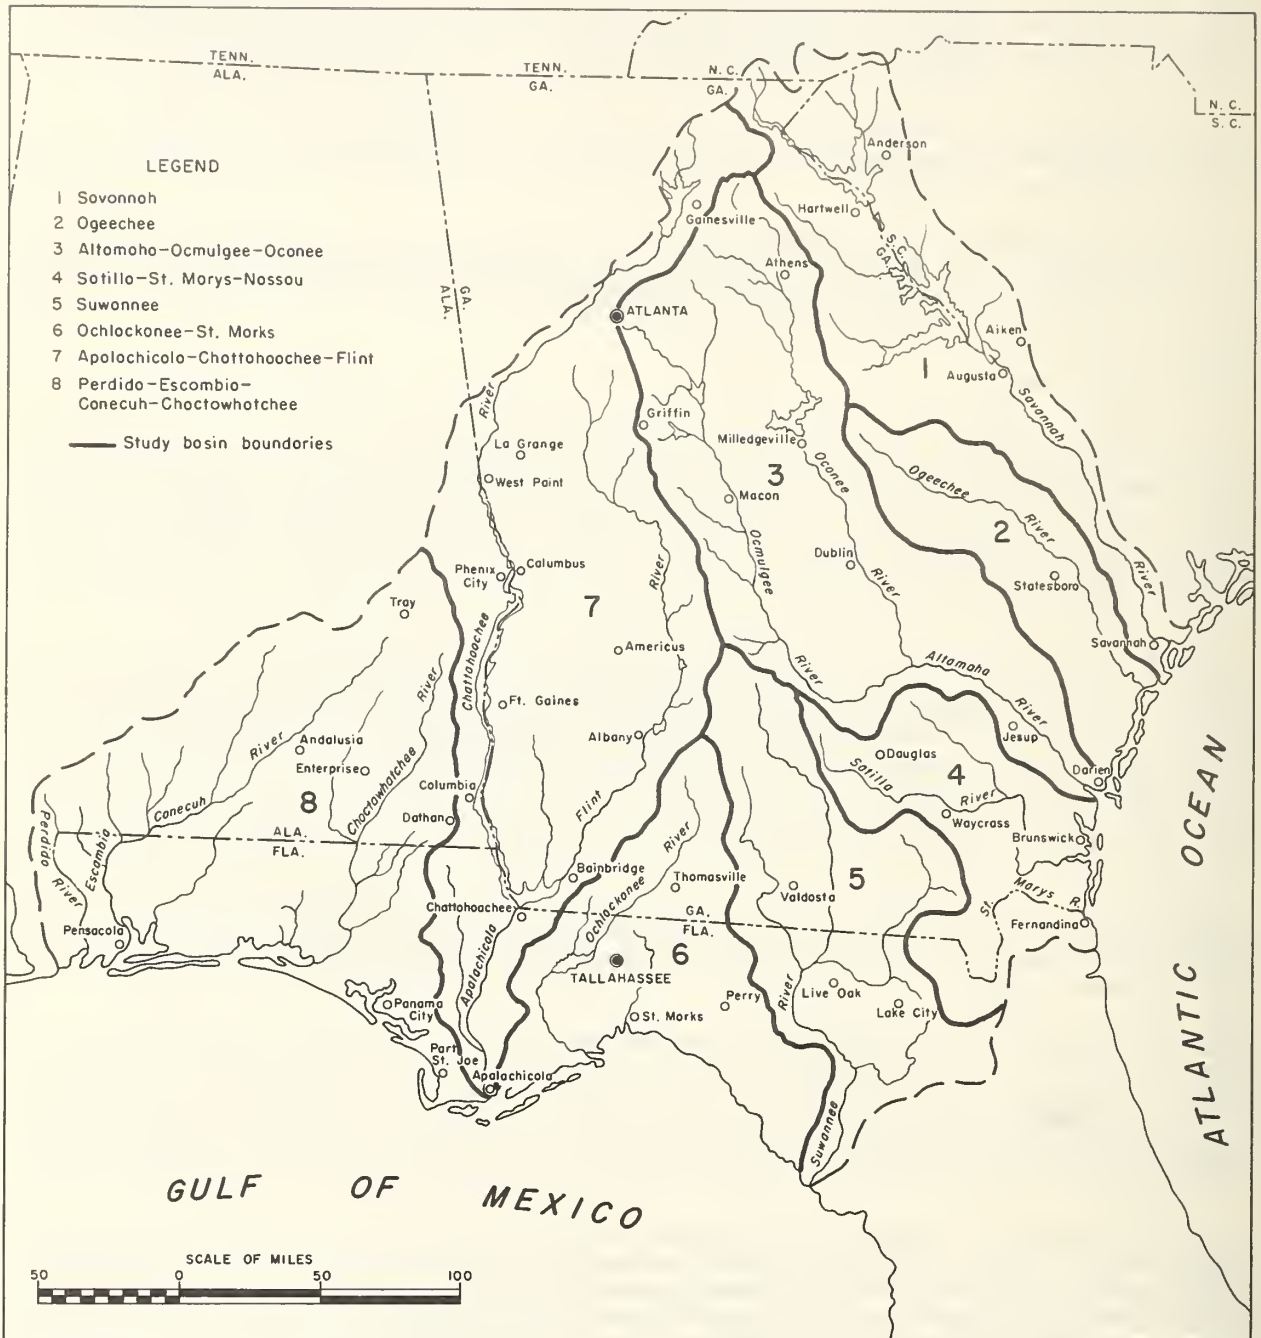 TENN.
ALA.
TENN.
GA.
N. C.
GA.
N. C.
S. C.
LEGEND
1 Sovonnoh
2 Ogeechee
3 Altomoho-Ocmulgee-Oconee
4 Sotillo-St. Morys-Nossou
5 Suwonnee
6 Ochlockonee-St. Morks
7 Apolochicolo-Chottohoochee-Flint
8 Perdido-Escombio-
Conecuh-Choctowhotchee
Study bosin boundories
Anderson
Hartwell
Gainesville
S. C.
GA.
Athens
GA.
ALA.
ATLANTA
Aiken
1
Augusta
River
Savannah
Griffin
La Grange
Milledgeville
3
Oconee
Ogeechee
West Paint
Macon
River
2
Ocmulgee
Dublin
River
River
Columbus
Phenix
City
River
Statesboro
7
Tray
Chattahoochee
Americus
Savannah
River
River
Altamaha
River
Ft. Gaines
Albany
Jesup
River
Andalusia
Dauglas
4
Enterprise
Satilla
River
Darien
Columbia
8
Conecuh
Choctawhatchee
Flint
Waycrass
Dathan
River
Brunswick
Perdido
River
Escambia
ALA.
FLA.
Bainbridge
Thomasville
5
Valdosta
Ochlockonee
St.
Marys
R.
Chattahoachee
GA.
FLA.
Fernandina
Pensacola
Apalachicola
6
TALLAHASSEE
River
Live Oak
Perry
Lake City
Panama
City
St. Morks
Part
St. Joe
Apalachicola
Suwannee
ATLANTIC OCEAN
GULF OF MEXICO
SCALE OF MILES
50 0 50 100